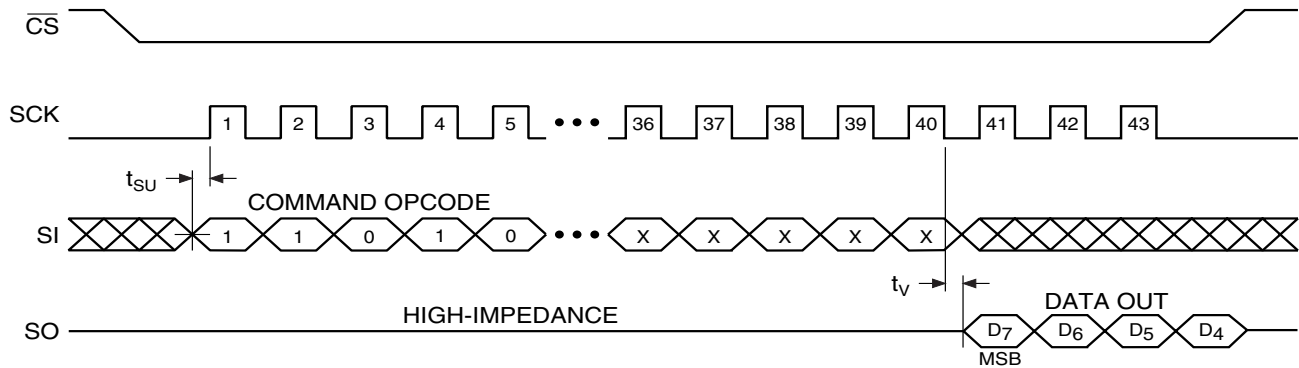 CS
SCK
1 2 3 4 5 ••• 36 37 38 39 40 41 42 43
tSU
COMMAND OPCODE
SI
1 1 0 1 0 ••• X X X X X
tV
DATA OUT
HIGH-IMPEDANCE
SO
D7 D6 D5 D4
MSB